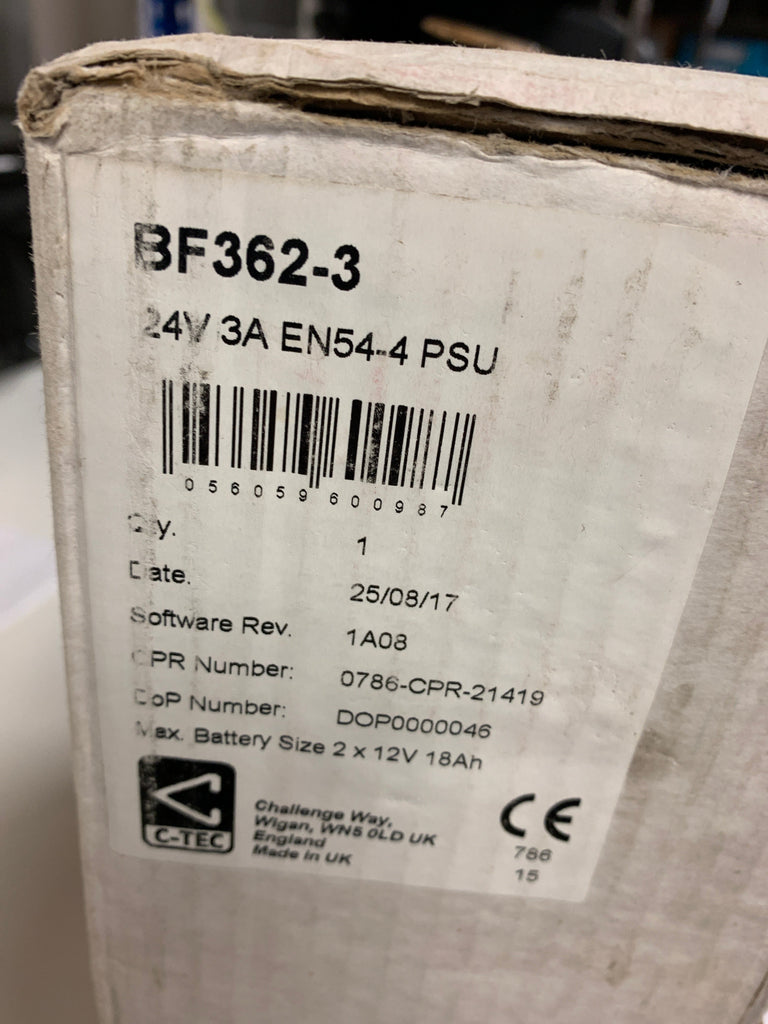 BF362-3
24V 3A EN54-4 PSU
056059 600987
Qty. 1
Date. 25/08/17
Software Rev. 1A08
CPR Number: 0786-CPR-21419
DoP Number: DOP0000046
Max. Battery Size 2 x 12V 18Ah
C-TEC
Challenge Way,
Wigan, WN5 0LD UK
England
Made in UK
CE
786
15